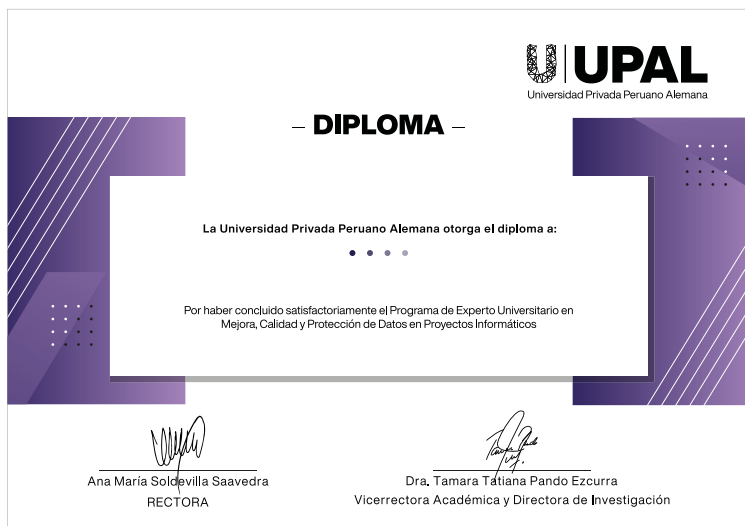 UPAL
Universidad Privada Peruano Alemana
– DIPLOMA –
La Universidad Privada Peruano Alemana otorga el diploma a:
Por haber concluido satisfactoriamente el Programa de Experto Universitario en
Mejora, Calidad y Protección de Datos en Proyectos Informáticos
Ana María Soldevilla Saavedra
RECTORA
Dra. Tamara Tatiana Pando Ezcurra
Vicerrectora Académica y Directora de Investigación